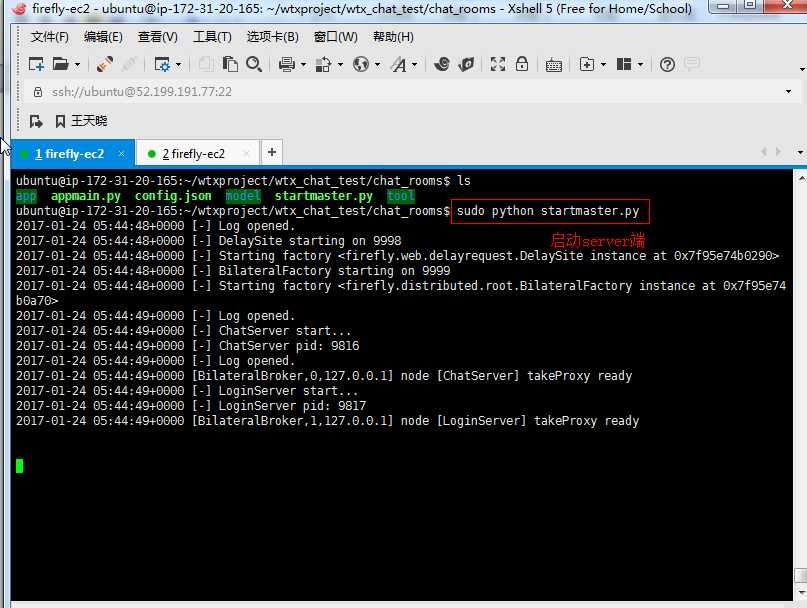 firefly-ec2 - ubuntu@ip-172-31-20-165: ~/wtxproject/wtx_chat_test/chat_rooms - Xshell 5 (Free for Home/School)
文件(F) 编辑(E) 查看(V) 工具(T) 选项卡(B) 窗口(W) 帮助(H)
ssh://ubuntu@52.199.191.77:22
王天晓
1 firefly-ec2 × 2 firefly-ec2 × +
ubuntu@ip-172-31-20-165:~/wtxproject/wtx_chat_test/chat_rooms$ ls
app appmain.py config.json model startmaster.py tool
ubuntu@ip-172-31-20-165:~/wtxproject/wtx_chat_test/chat_rooms$ sudo python startmaster.py
2017-01-24 05:44:48+0000 [-] Log opened.
启动server端
2017-01-24 05:44:48+0000 [-] DelaySite starting on 9998
2017-01-24 05:44:48+0000 [-] Starting factory <firefly.web.delayrequest.DelaySite instance at 0x7f95e74b0290>
2017-01-24 05:44:48+0000 [-] BilateralFactory starting on 9999
2017-01-24 05:44:48+0000 [-] Starting factory <firefly.distributed.root.BilateralFactory instance at 0x7f95e74
b0a70>
2017-01-24 05:44:49+0000 [-] Log opened.
2017-01-24 05:44:49+0000 [-] ChatServer start...
2017-01-24 05:44:49+0000 [-] ChatServer pid: 9816
2017-01-24 05:44:49+0000 [-] Log opened.
2017-01-24 05:44:49+0000 [BilateralBroker,0,127.0.0.1] node [ChatServer] takeProxy ready
2017-01-24 05:44:49+0000 [-] LoginServer start...
2017-01-24 05:44:49+0000 [-] LoginServer pid: 9817
2017-01-24 05:44:49+0000 [BilateralBroker,1,127.0.0.1] node [LoginServer] takeProxy ready